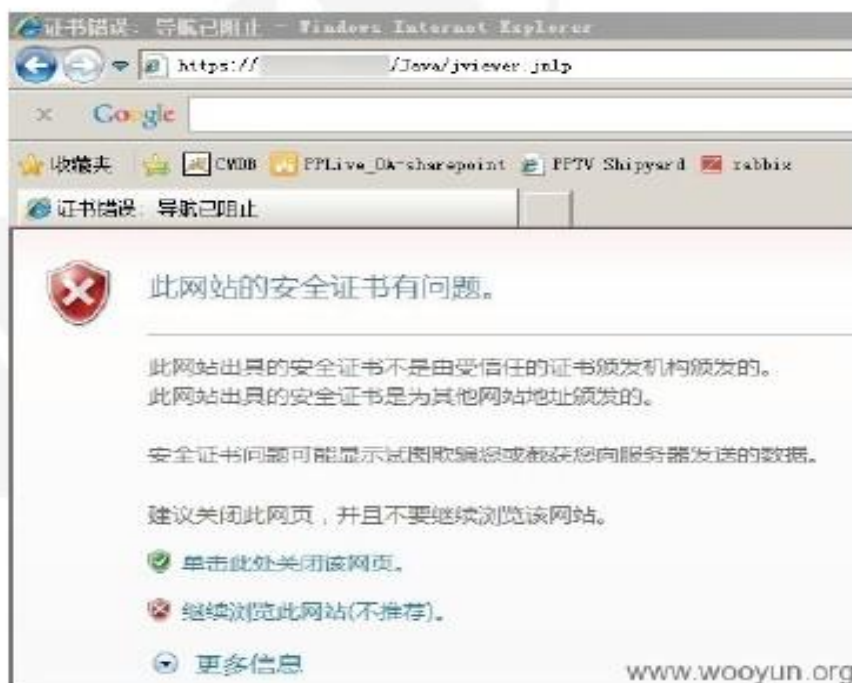 证书错误: 导航已阻止 - Windows Internet Explorer
https:// /Java/jviewer.jnlp
Google
收藏夹 CMDB PPLive_OA-sharepoint PPTV Shipyard zabbix
证书错误: 导航已阻止
此网站的安全证书有问题。
此网站出具的安全证书不是由受信任的证书颁发机构颁发的。
此网站出具的安全证书是为其他网站地址颁发的。
安全证书问题可能显示试图欺骗您或截获您向服务器发送的数据。
建议关闭此网页，并且不要继续浏览该网站。
单击此处关闭该网页。
继续浏览此网站(不推荐)。
更多信息
www.wooyun.org